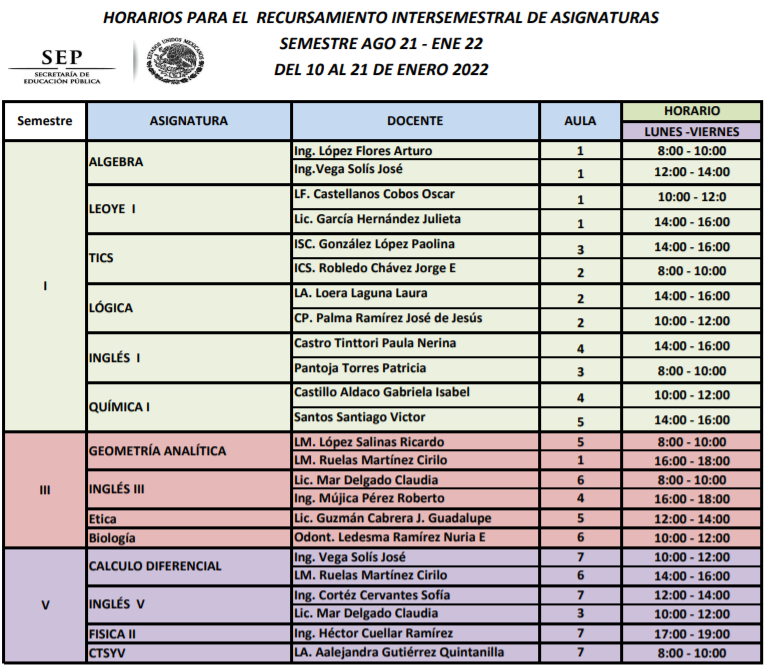 HORARIOS PARA EL RECURSAMIENTO INTERSEMESTRAL DE ASIGNATURAS
SEMESTRE AGO 21 - ENE 22
DEL 10 AL 21 DE ENERO 2022
SEP
SECRETARÍA DE
EDUCACIÓN PÚBLICA
ESTADOS UNIDOS MEXICANOS
Semestre ASIGNATURA DOCENTE AULA HORARIO
LUNES -VIERNES
I
ALGEBRA
Ing. López Flores Arturo 1 8:00 - 10:00
Ing.Vega Solís José 1 12:00 - 14:00
LEOYE I
LF. Castellanos Cobos Oscar 1 10:00 - 12:0
Lic. García Hernández Julieta 1 14:00 - 16:00
TICS
ISC. González López Paolina 3 14:00 - 16:00
ICS. Robledo Chávez Jorge E 2 8:00 - 10:00
LÓGICA
LA. Loera Laguna Laura 2 14:00 - 16:00
CP. Palma Ramírez José de Jesús 2 10:00 - 12:00
INGLÉS I
Castro Tinttori Paula Nerina 4 14:00 - 16:00
Pantoja Torres Patricia 3 8:00 - 10:00
QUÍMICA I
Castillo Aldaco Gabriela Isabel 4 10:00 - 12:00
Santos Santiago Victor 5 14:00 - 16:00
III
GEOMETRÍA ANALÍTICA
LM. López Salinas Ricardo 5 8:00 - 10:00
LM. Ruelas Martínez Cirilo 1 16:00 - 18:00
INGLÉS III
Lic. Mar Delgado Claudia 6 8:00 - 10:00
Ing. Mújica Pérez Roberto 4 16:00 - 18:00
Etica Lic. Guzmán Cabrera J. Guadalupe 5 12:00 - 14:00
Biología Odont. Ledesma Ramírez Nuria E 6 10:00 - 12:00
V
CALCULO DIFERENCIAL
Ing. Vega Solís José 7 10:00 - 12:00
LM. Ruelas Martínez Cirilo 6 14:00 - 16:00
INGLÉS V
Ing. Cortéz Cervantes Sofía 7 12:00 - 14:00
Lic. Mar Delgado Claudia 3 10:00 - 12:00
FISICA II Ing. Héctor Cuellar Ramírez 7 17:00 - 19:00
CTSYV LA. Aalejandra Gutiérrez Quintanilla 7 8:00 - 10:00